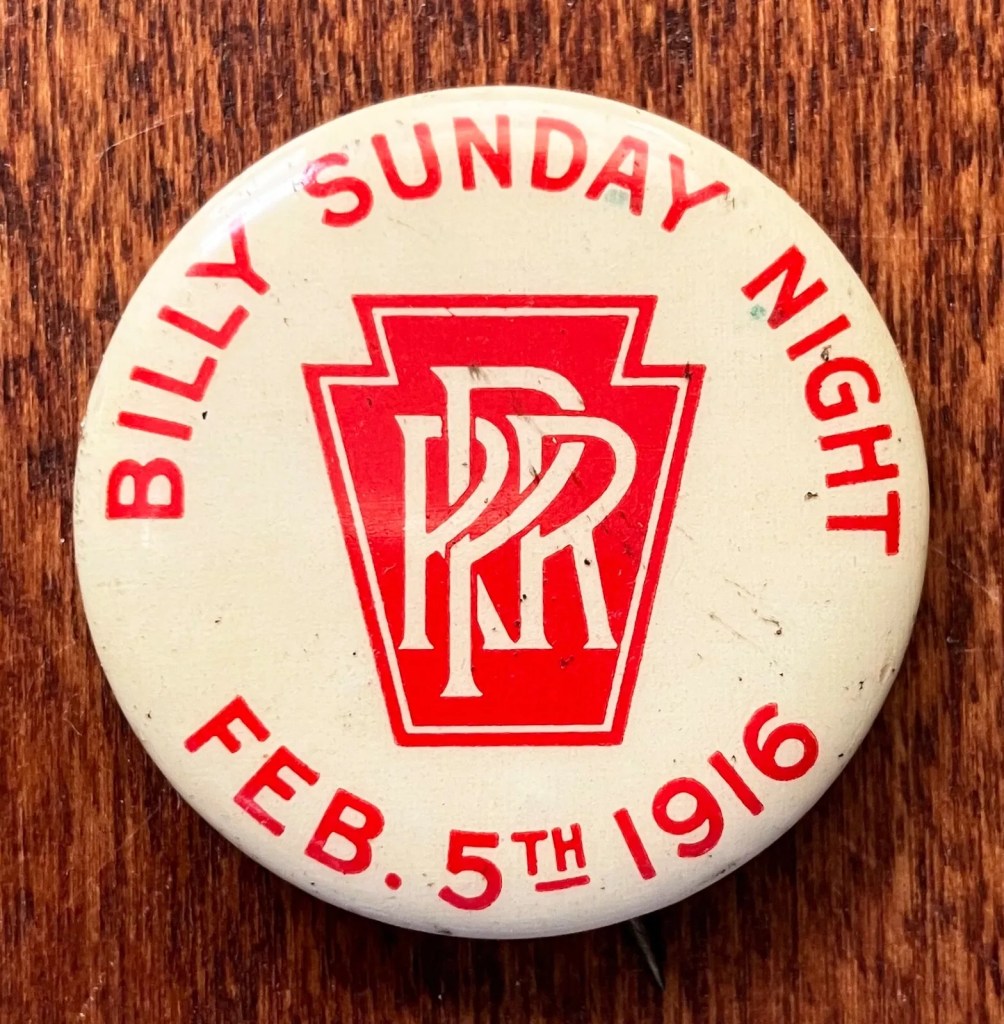 BILLY SUNDAY NIGHT
PRR
FEB. 5TH 1916